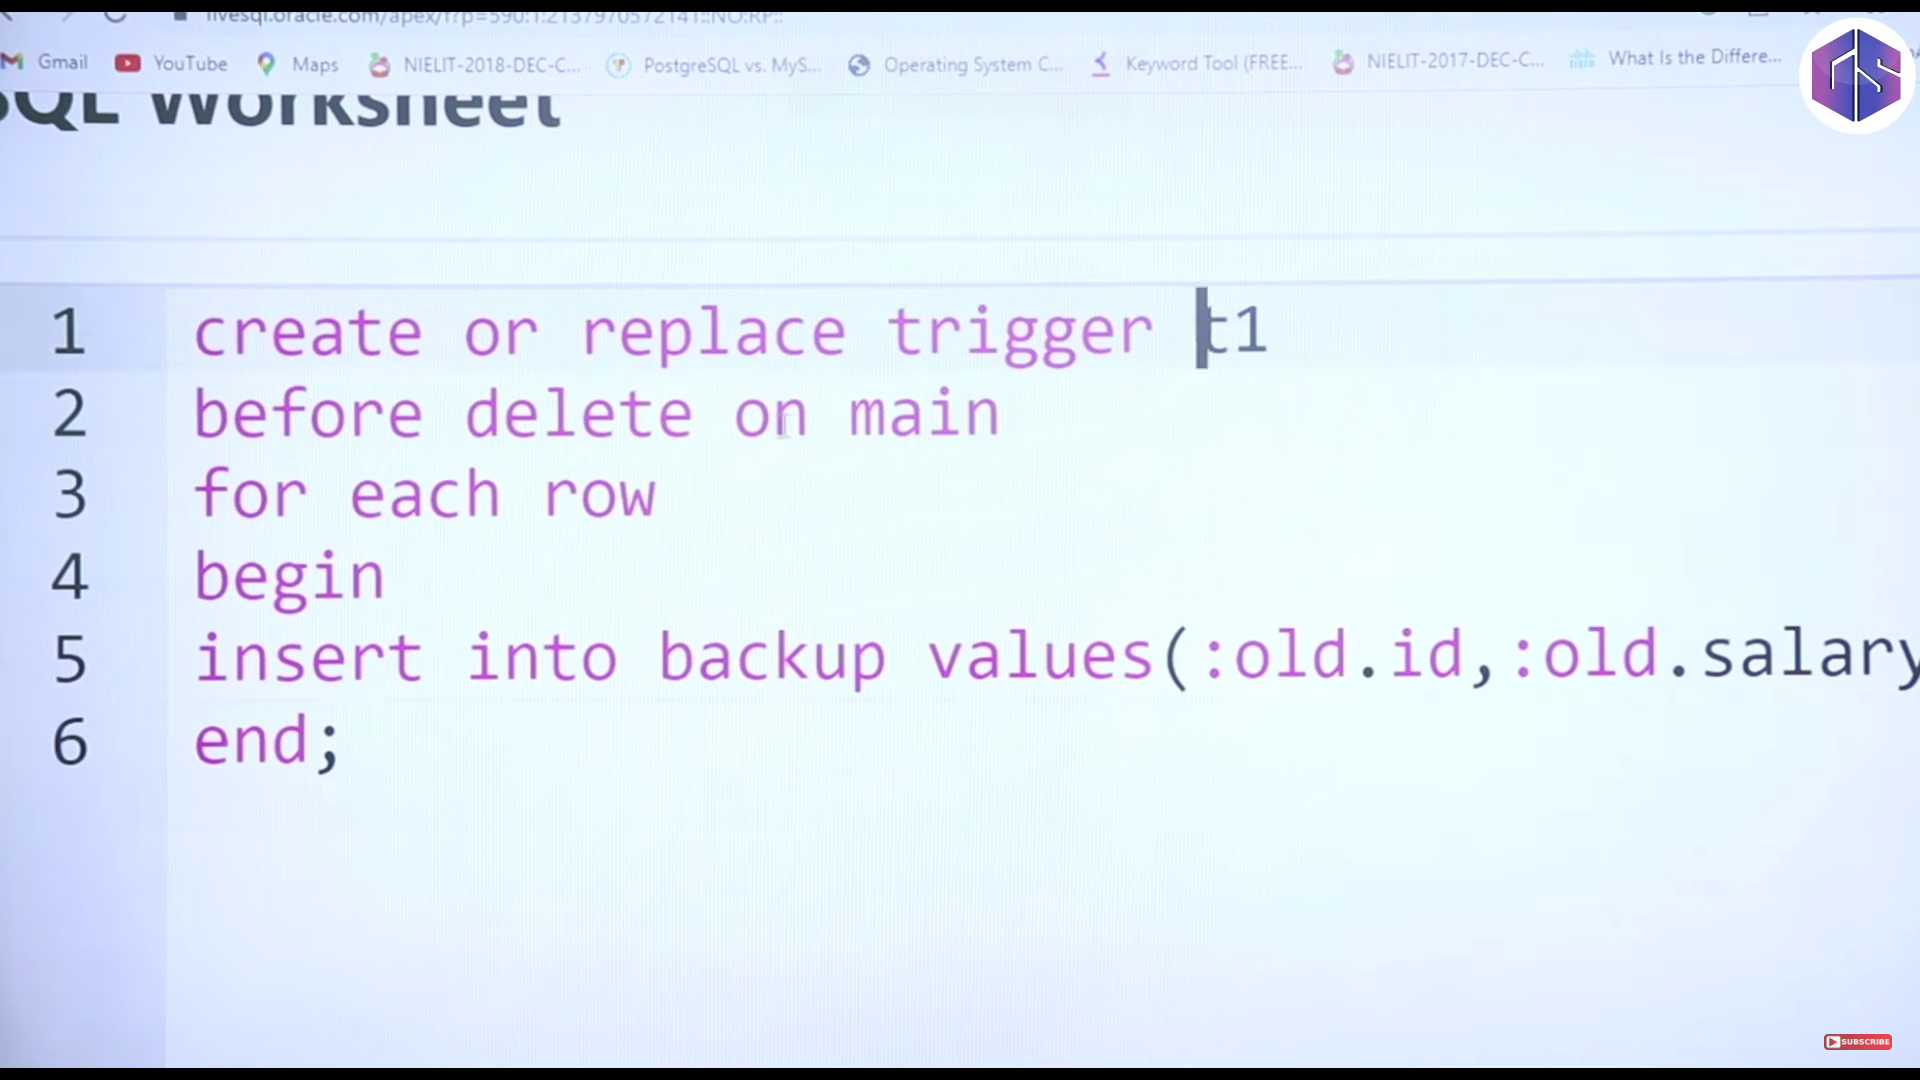 livesql.oracle.com/apex/f?p=590:1:2137970572141::NO:RP::
Gmail YouTube Maps NIELIT-2018-DEC-C... PostgreSQL vs. MyS... Operating System C... Keyword Tool (FREE... NIELIT-2017-DEC-C... What Is the Differe...
SQL Worksheet
1 create or replace trigger t1
2 before delete on main
3 for each row
4 begin
5 insert into backup values(:old.id,:old.salary
6 end;
SUBSCRIBE